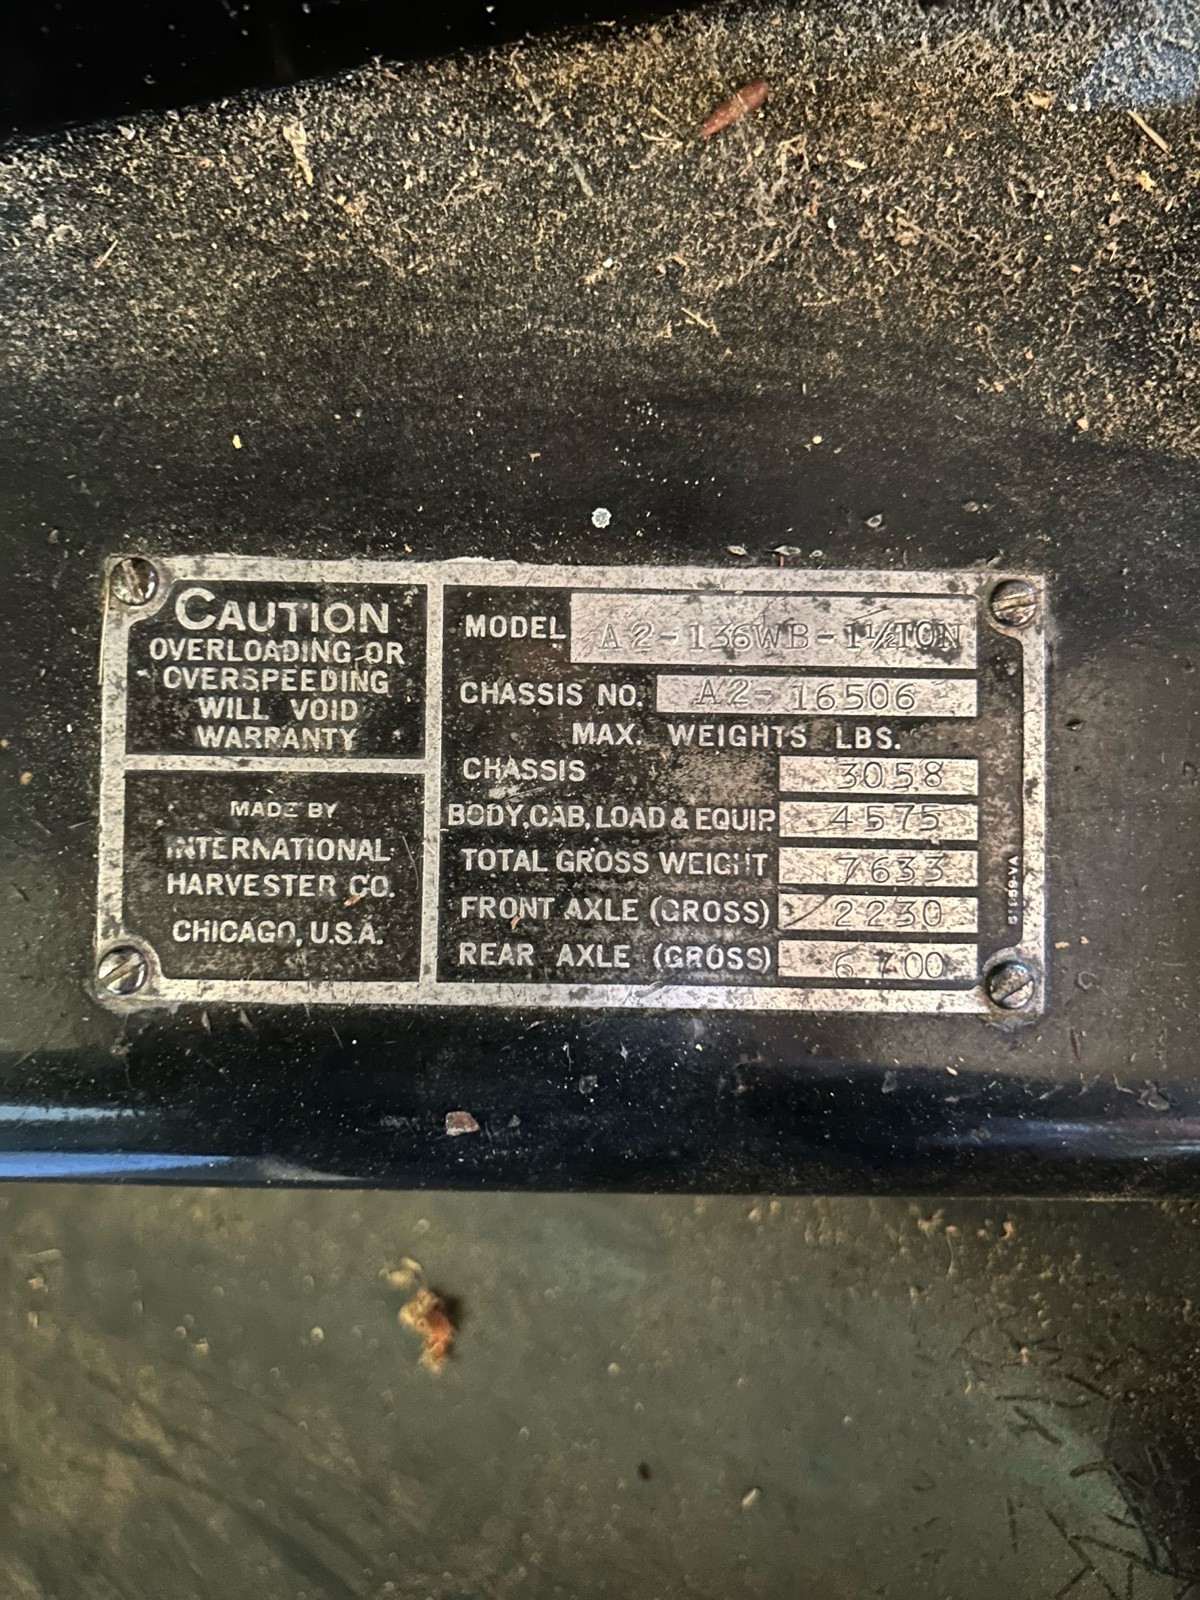 CAUTION
OVERLOADING OR
OVERSPEEDING
WILL VOID
WARRANTY
MADE BY
INTERNATIONAL
HARVESTER CO.
CHICAGO, U.S.A.
MODEL A2-136WB-1½TON
CHASSIS NO. A2-16506
MAX. WEIGHTS LBS.
CHASSIS 3058
BODY, CAB, LOAD & EQUIP. 4575
TOTAL GROSS WEIGHT 7633
FRONT AXLE (GROSS) 2230
REAR AXLE (GROSS) 6700